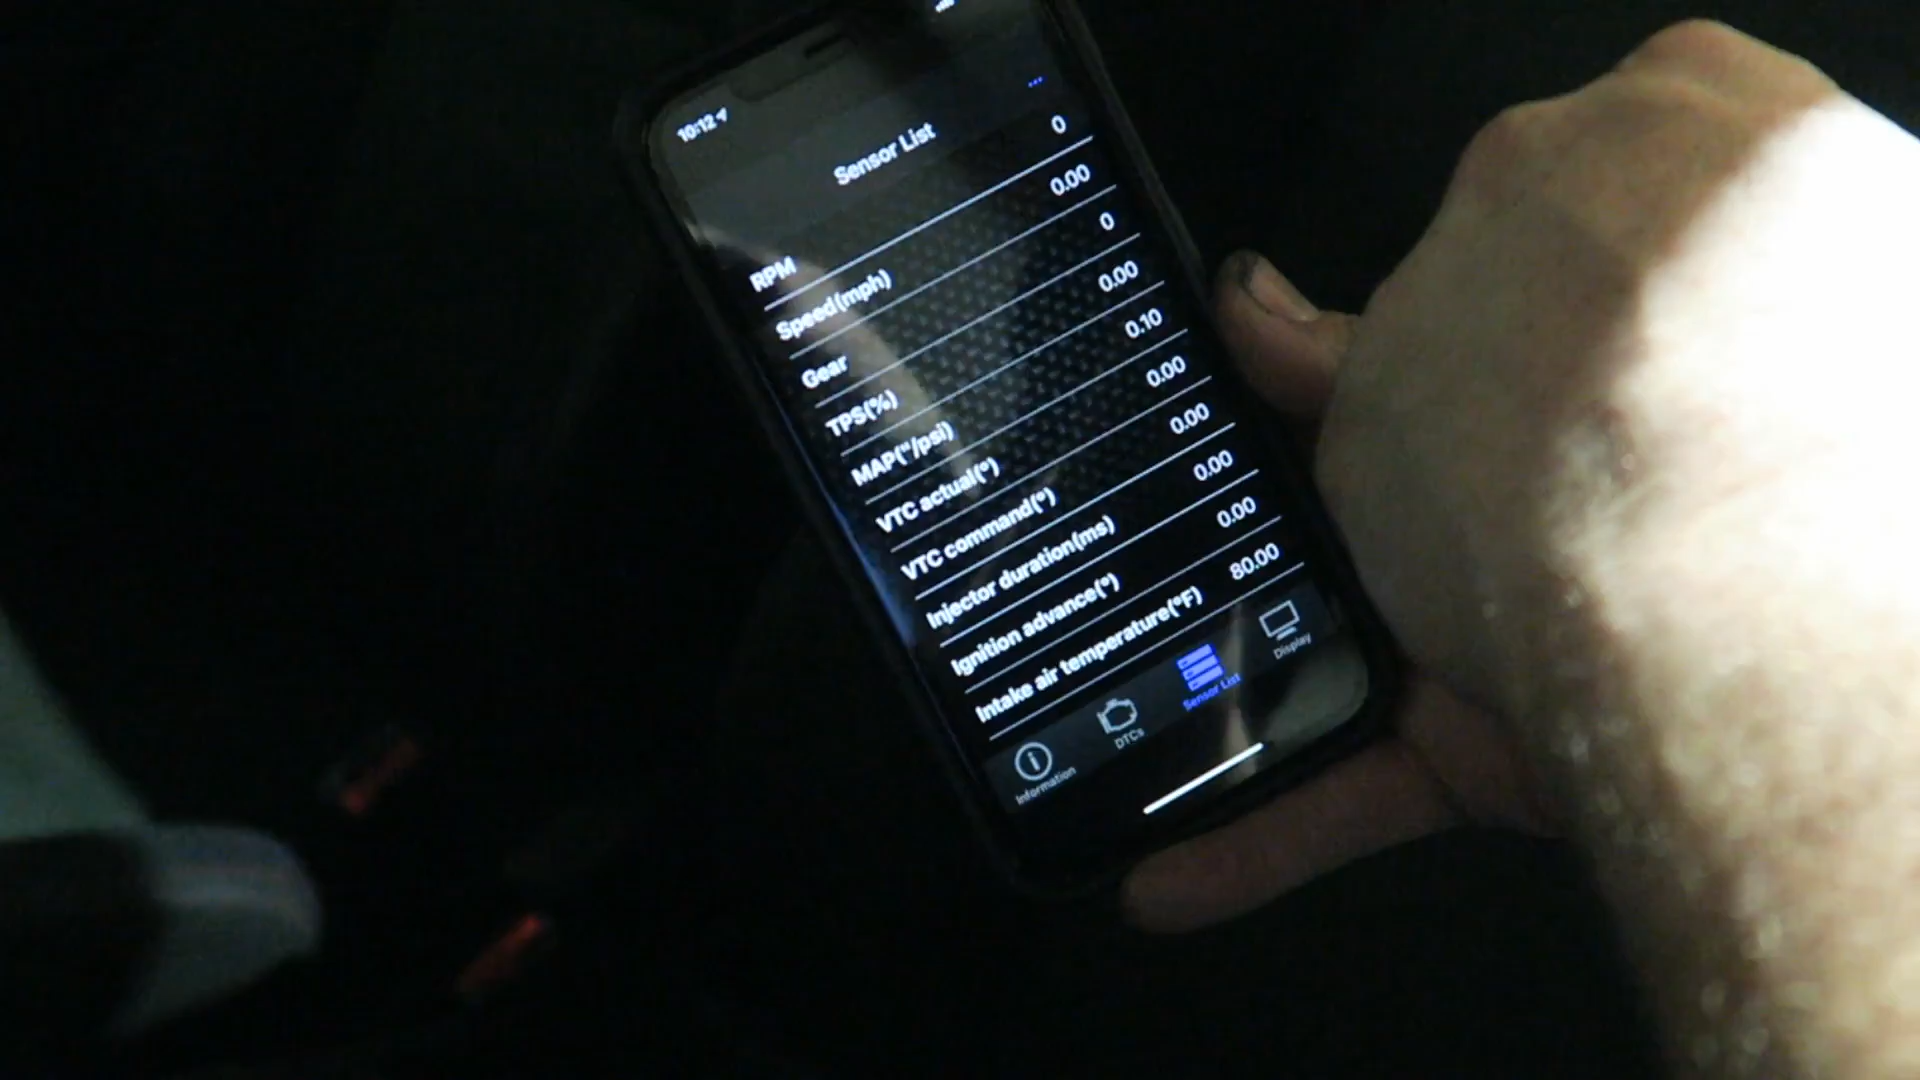 10:12
Sensor List
...
RPM 0
Speed(mph) 0.00
Gear 0
TPS(%) 0.00
MAP("/psi) 0.10
VTC actual(°) 0.00
VTC command(°) 0.00
Injector duration(ms) 0.00
Ignition advance(°) 0.00
Intake air temperature(°F) 80.00
Information
DTCs
Sensor List
Display